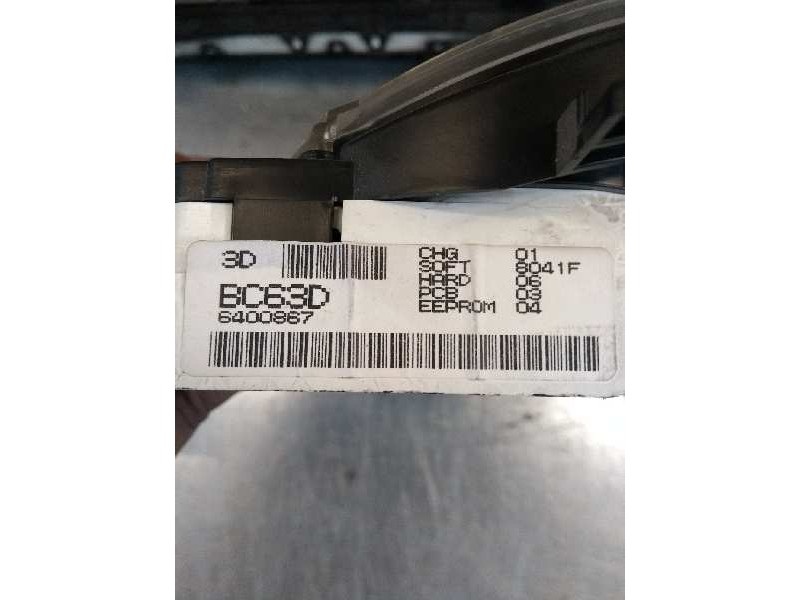 3D
BC63D
6400867
CHG 01
SOFT 8041F
HARD 06
PCB 03
EEPROM 04